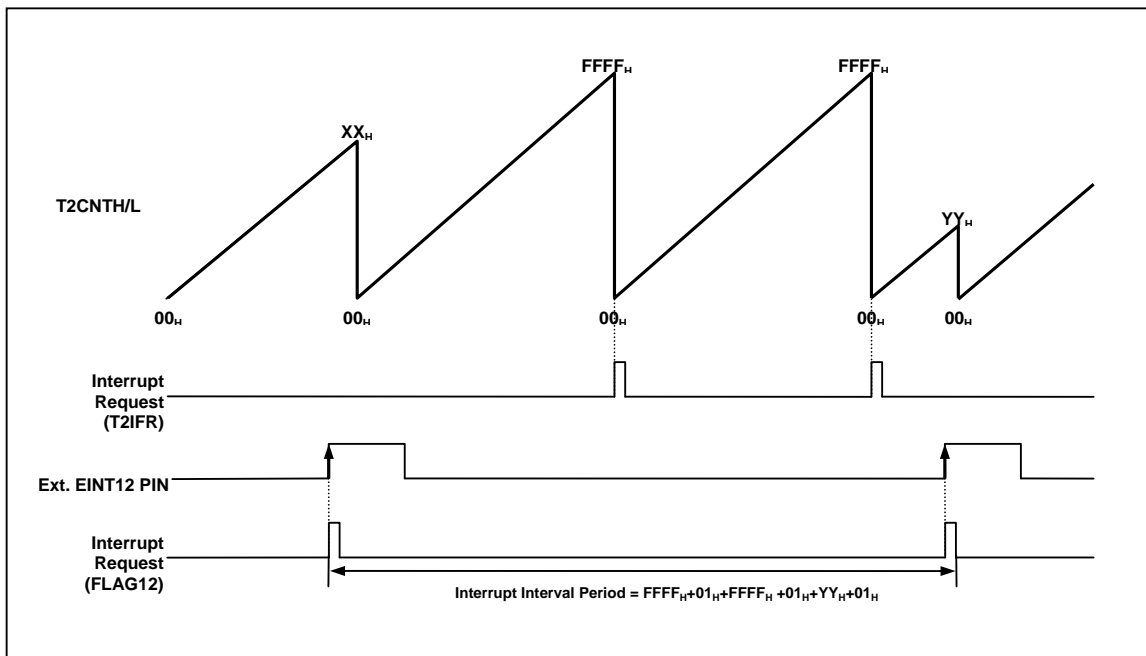 FFFFH FFFFH
XXH
T2CNTH/L
YYH
00H 00H 00H 00H 00H
Interrupt
Request
(T2IFR)
Ext. EINT12 PIN
Interrupt
Request
(FLAG12)
Interrupt Interval Period = FFFFH+01H+FFFFH +01H+YYH+01H